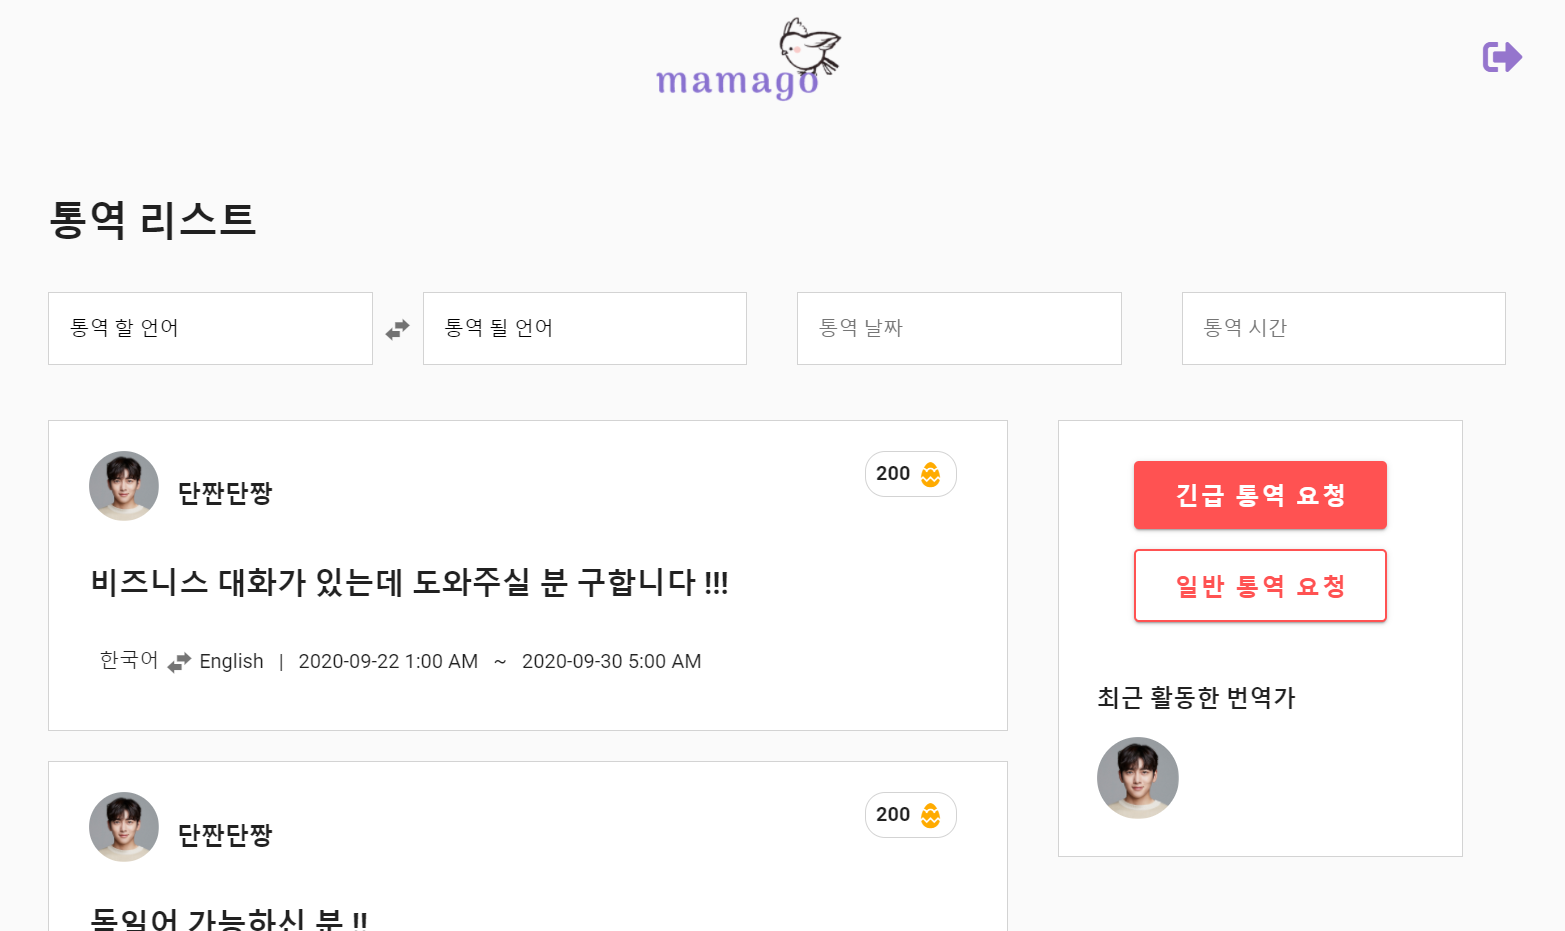 mamago
통역 리스트
통역 할 언어
통역 될 언어
통역 날짜
통역 시간
단짠단짱
200
비즈니스 대화가 있는데 도와주실 분 구합니다 !!!
한국어 English | 2020-09-22 1:00 AM ~ 2020-09-30 5:00 AM
긴급 통역 요청
일반 통역 요청
최근 활동한 번역가
단짠단짱
200
독일어 가능하신 분 !!